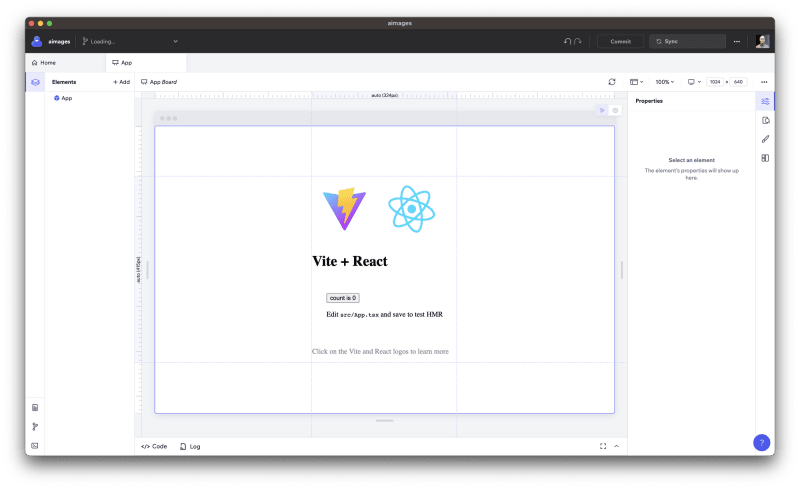 aimages
aimages
Loading...
Commit
Sync
Home
App
Elements
+ Add
App Board
100%
1024 x 640
App
auto (324px)
Properties
Select an element
The element's properties will show up
here.
auto (415px)
Vite + React
count is 0
Edit src/App.tsx and save to test HMR
Click on the Vite and React logos to learn more
</> Code
Log
?